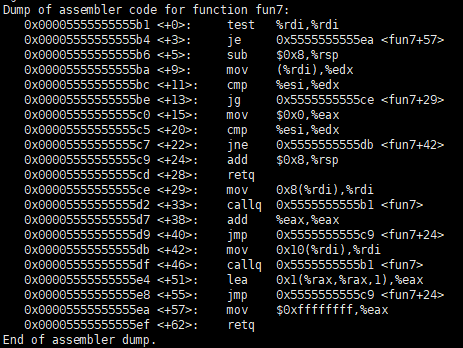 Dump of assembler code for function fun7:
   0x00005555555555b1 <+0>:     test   %rdi,%rdi
   0x00005555555555b4 <+3>:     je     0x5555555555ea <fun7+57>
   0x00005555555555b6 <+5>:     sub    $0x8,%rsp
   0x00005555555555ba <+9>:     mov    (%rdi),%edx
   0x00005555555555bc <+11>:    cmp    %esi,%edx
   0x00005555555555be <+13>:    jg     0x5555555555ce <fun7+29>
   0x00005555555555c0 <+15>:    mov    $0x0,%eax
   0x00005555555555c5 <+20>:    cmp    %esi,%edx
   0x00005555555555c7 <+22>:    jne    0x5555555555db <fun7+42>
   0x00005555555555c9 <+24>:    add    $0x8,%rsp
   0x00005555555555cd <+28>:    retq
   0x00005555555555ce <+29>:    mov    0x8(%rdi),%rdi
   0x00005555555555d2 <+33>:    callq  0x5555555555b1 <fun7>
   0x00005555555555d7 <+38>:    add    %eax,%eax
   0x00005555555555d9 <+40>:    jmp    0x5555555555c9 <fun7+24>
   0x00005555555555db <+42>:    mov    0x10(%rdi),%rdi
   0x00005555555555df <+46>:    callq  0x5555555555b1 <fun7>
   0x00005555555555e4 <+51>:    lea    0x1(%rax,%rax,1),%eax
   0x00005555555555e8 <+55>:    jmp    0x5555555555c9 <fun7+24>
   0x00005555555555ea <+57>:    mov    $0xffffffff,%eax
   0x00005555555555ef <+62>:    retq
End of assembler dump.